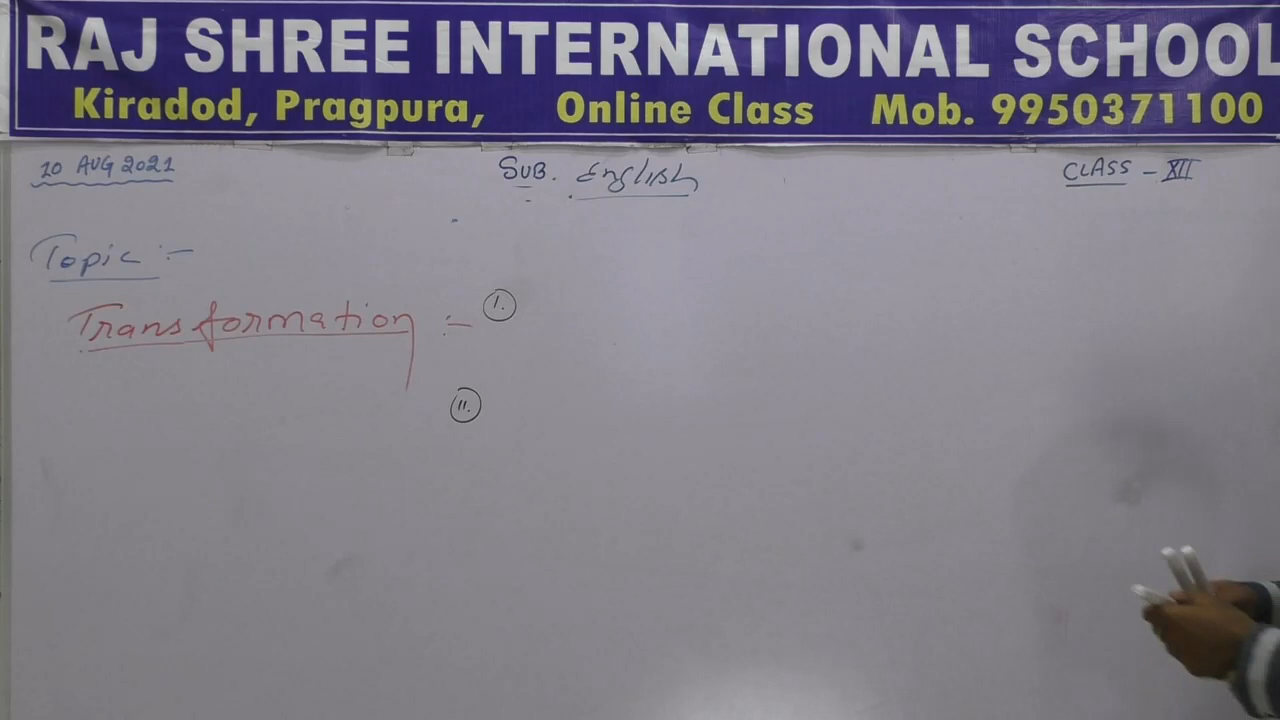 RAJ SHREE INTERNATIONAL SCHOOL
Kiradod, Pragpura, Online Class Mob. 9950371100
10 AUG 2021 SUB. English CLASS - XII
Topic :-
Transformation :- I.
II.